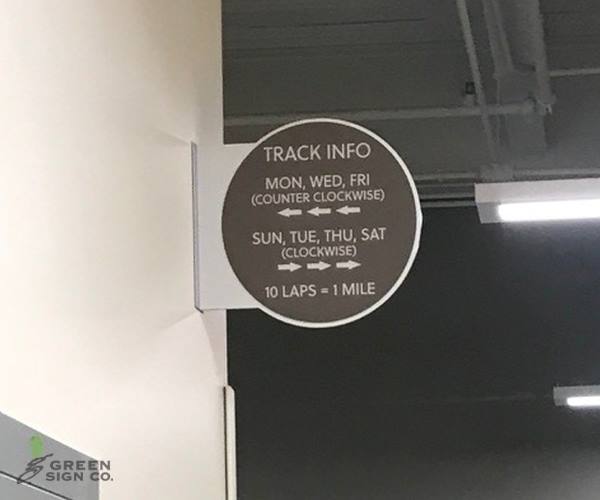 TRACK INFO
MON, WED, FRI
(COUNTER CLOCKWISE)
SUN, TUE, THU, SAT
(CLOCKWISE)
10 LAPS = 1 MILE
GREEN
SIGN CO.